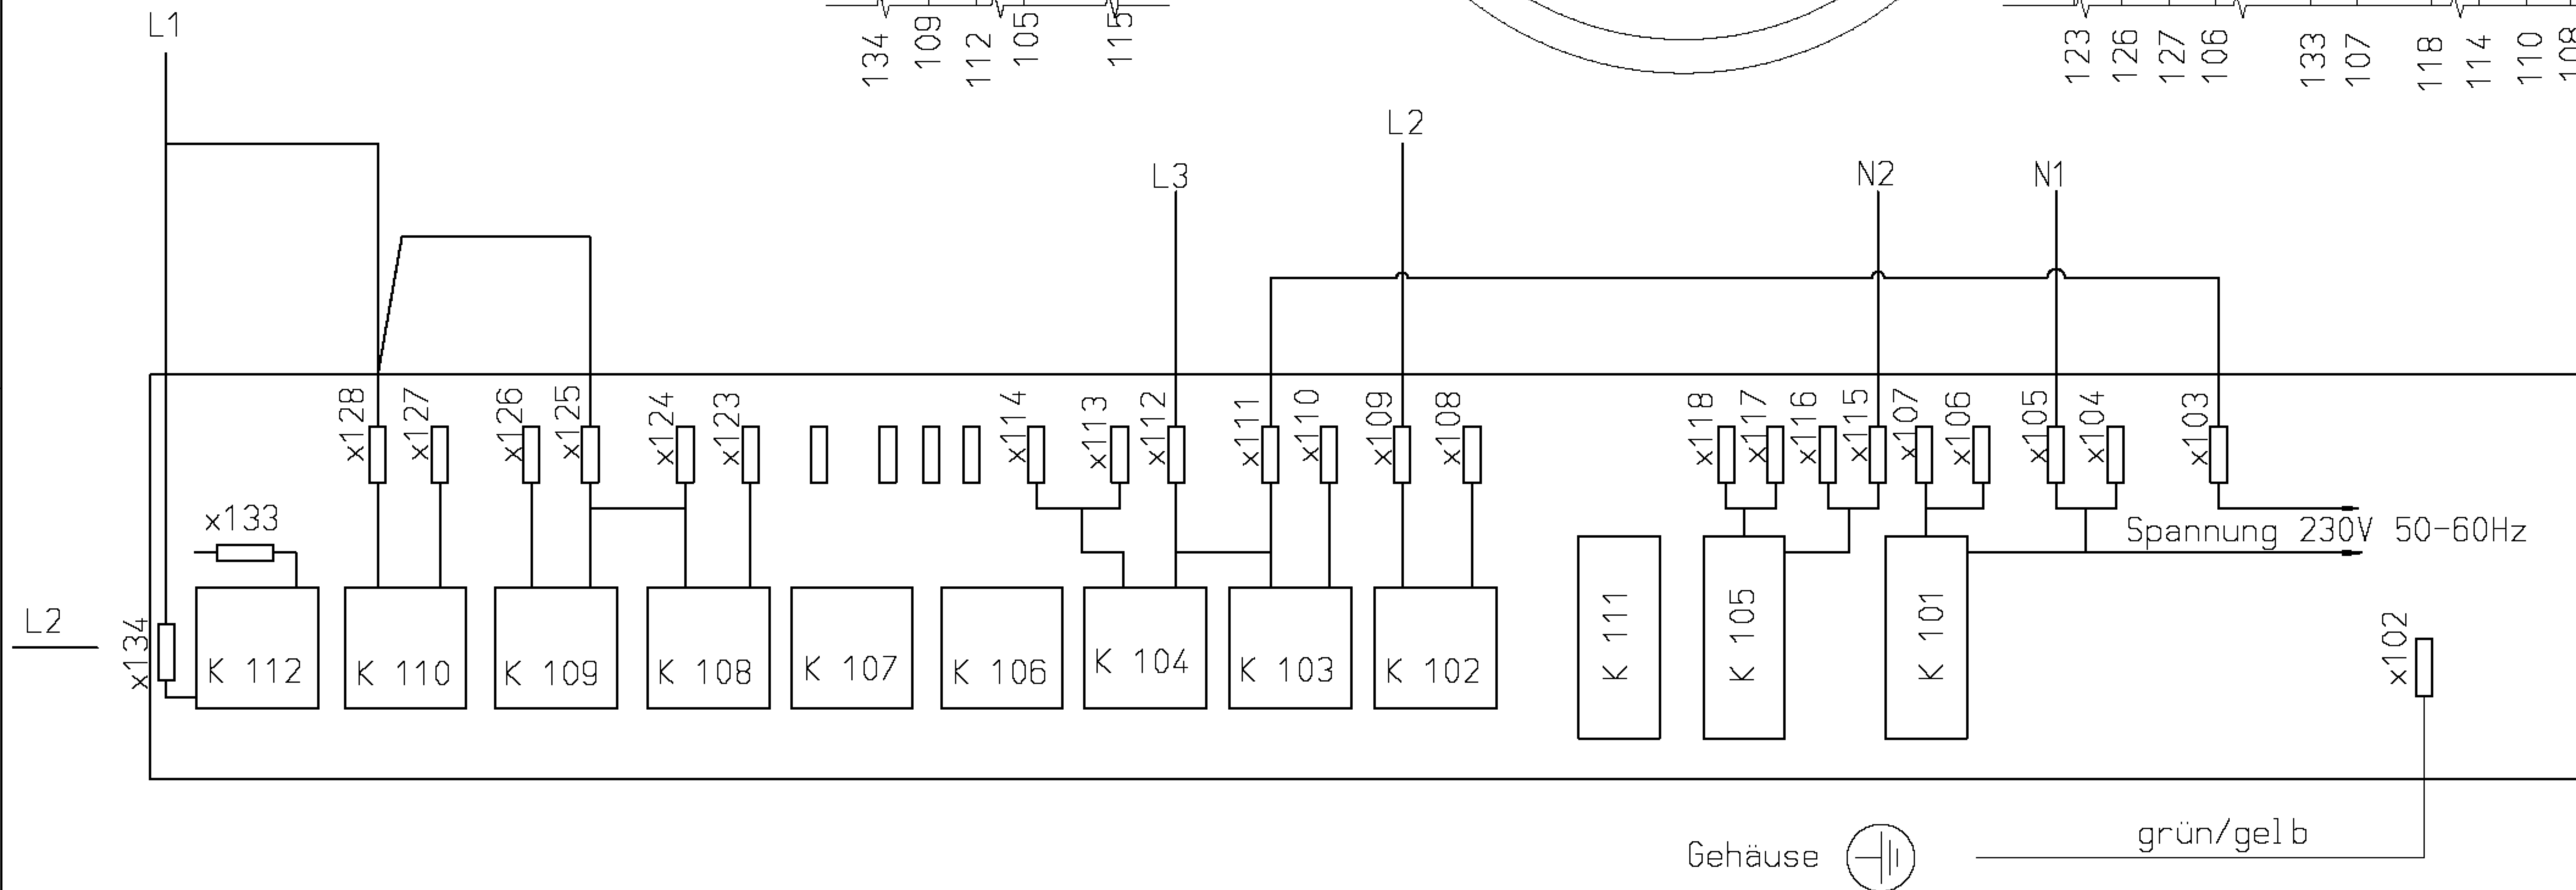 L1
134
109
112
105
115
123
126
127
106
133
107
118
114
110
108
L2
L3
N2
N1
x128
x127
x126
x125
x124
x123
x114
x113
x112
x111
x110
x109
x108
x118
x117
x116
x115
x107
x106
x105
x104
x103
x133
Spannung 230V 50-60Hz
L2
x134
K 112
K 110
K 109
K 108
K 107
K 106
K 104
K 103
K 102
K 111
K 105
K 101
x102
grün/gelb
Gehäuse